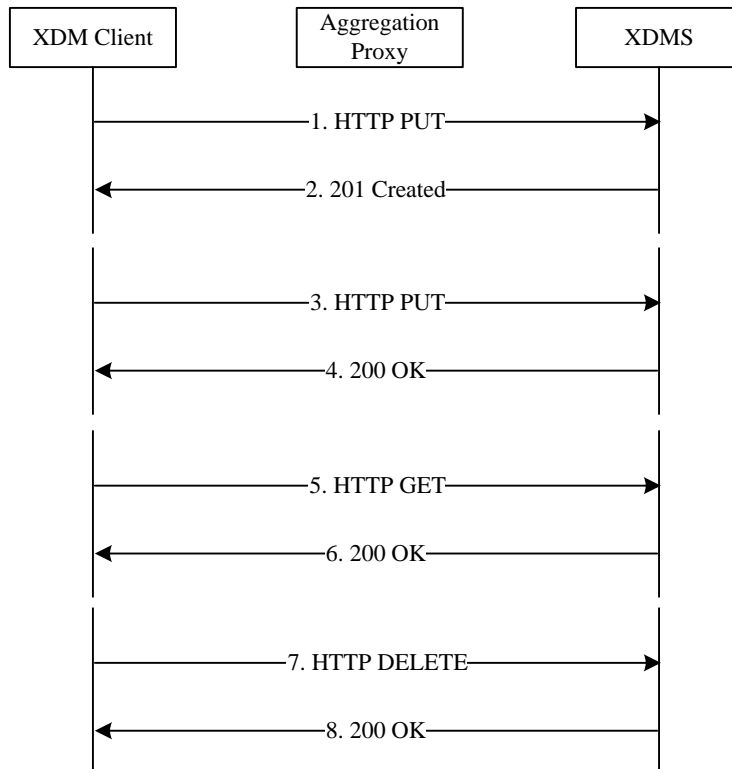 XDM Client
Aggregation
Proxy
XDMS
1. HTTP PUT
2. 201 Created
3. HTTP PUT
4. 200 OK
5. HTTP GET
6. 200 OK
7. HTTP DELETE
8. 200 OK